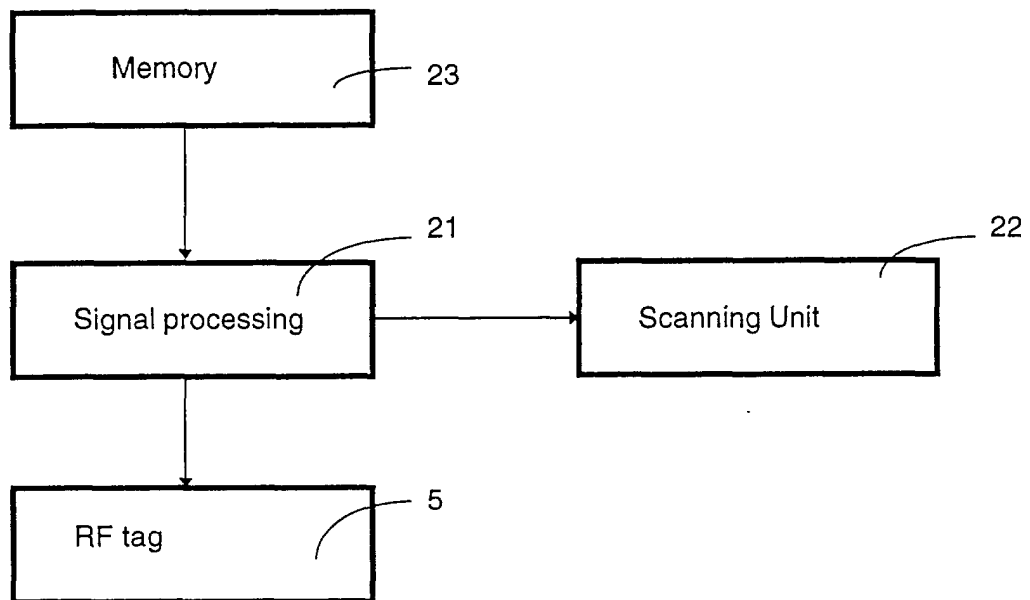 Memory
23
21
22
Signal processing
Scanning Unit
5
RF tag